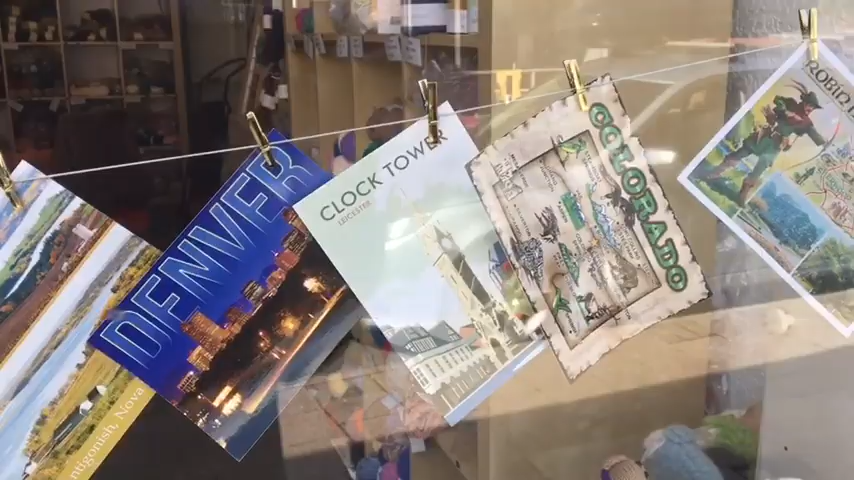 ntigonish, Nova
DENVER
CLOCK TOWER
LEICESTER
COLORADO
ROBIN